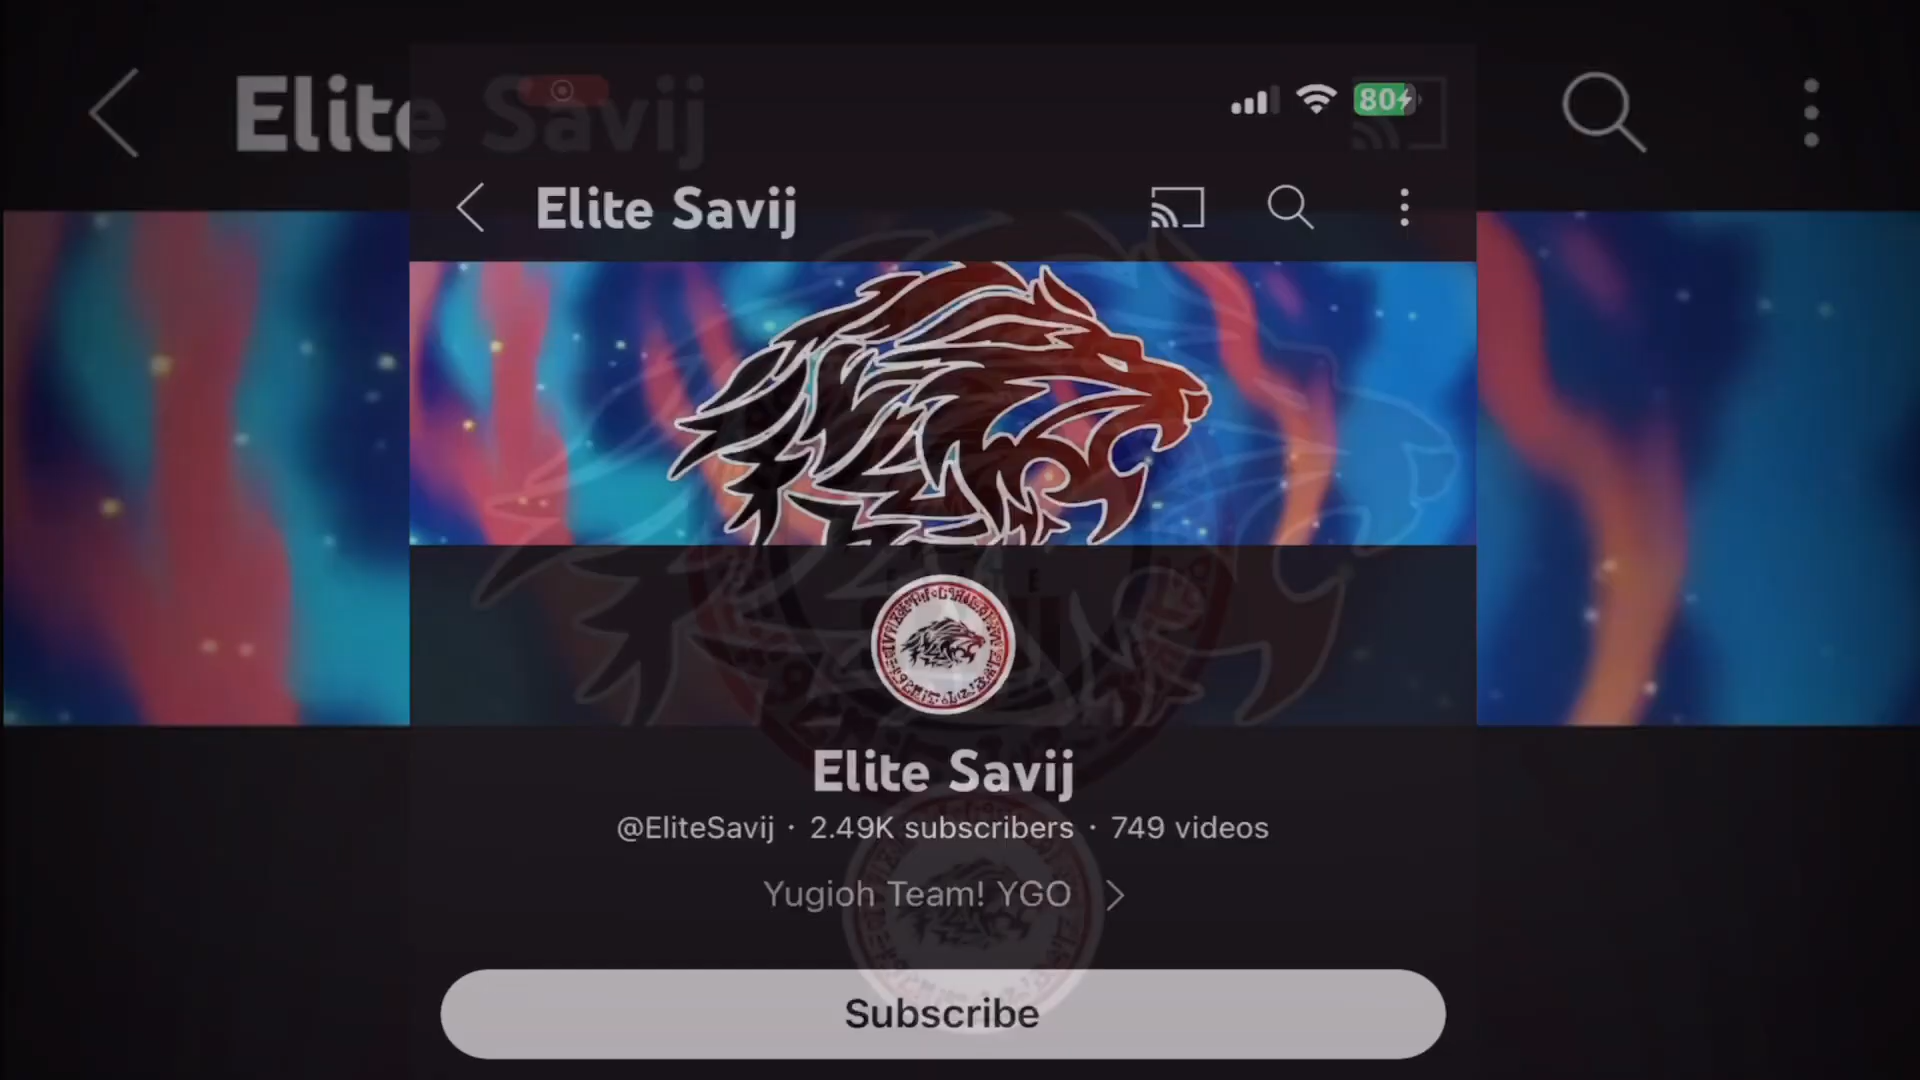 Elite Savij
80
Elite Savij
Elite Savij
@EliteSavij · 2.49K subscribers · 749 videos
Yugioh Team! YGO
Subscribe